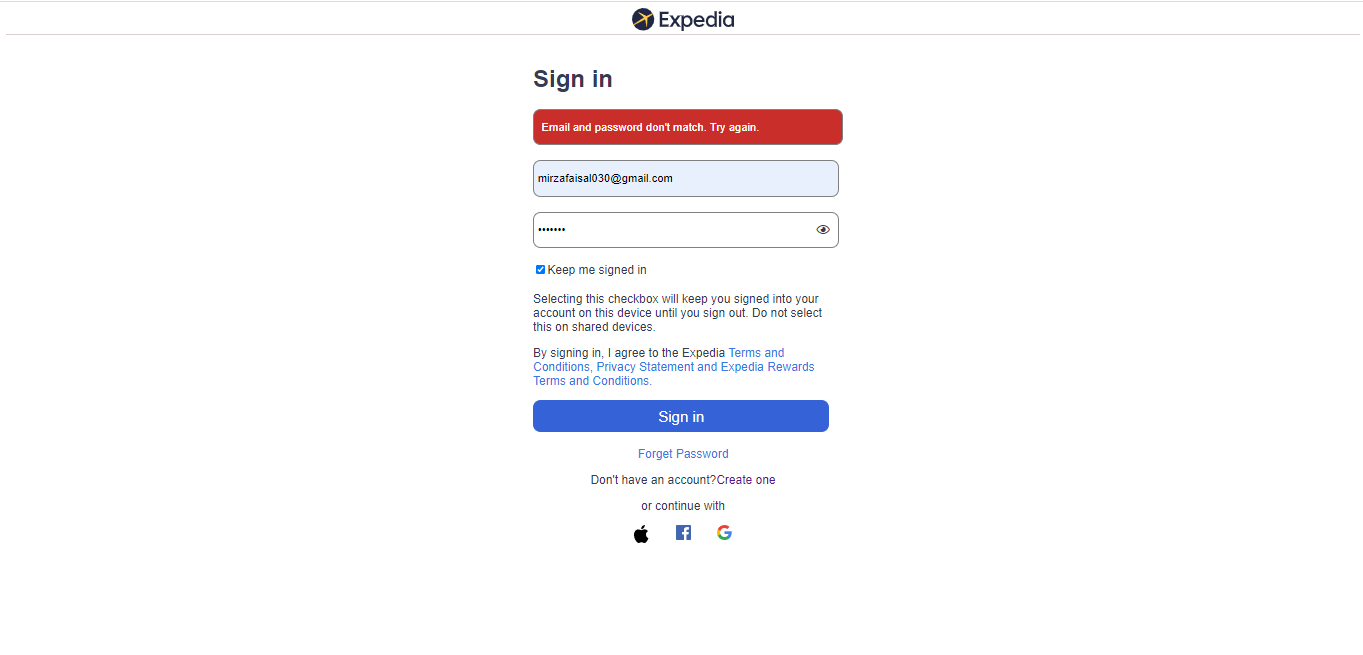 Expedia
Sign in
Email and password don't match. Try again.
mirzafaisal030@gmail.com
•••••••
Keep me signed in
Selecting this checkbox will keep you signed into your
account on this device until you sign out. Do not select
this on shared devices.
By signing in, I agree to the Expedia Terms and
Conditions, Privacy Statement and Expedia Rewards
Terms and Conditions.
Sign in
Forget Password
Don't have an account?Create one
or continue with